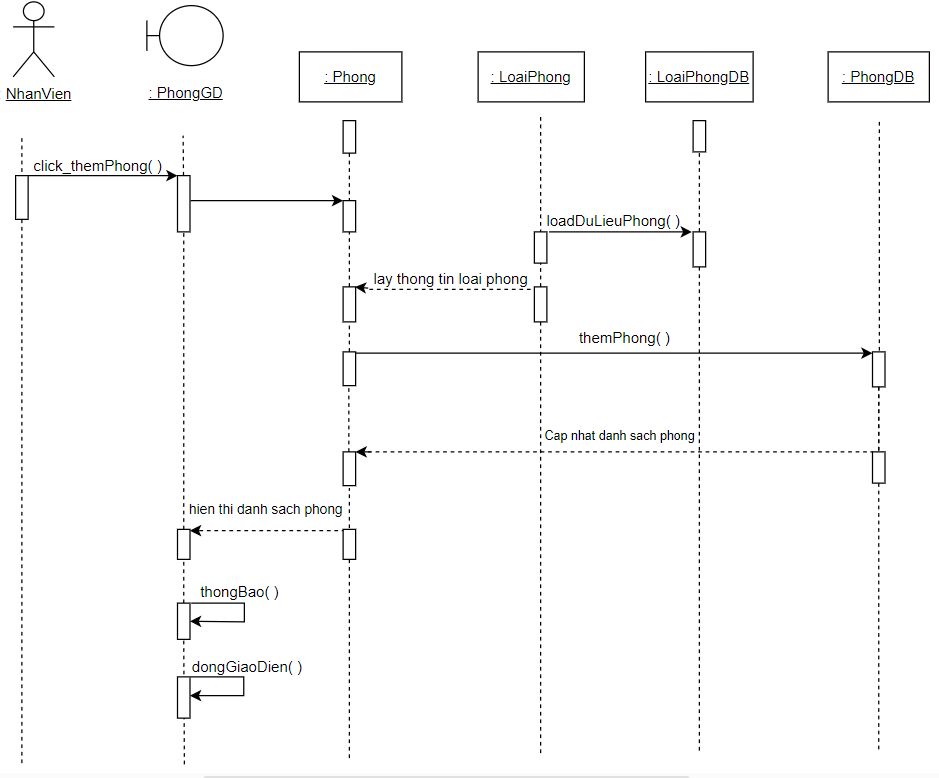 : NhanVien
: PhongGD
: Phong
: LoaiPhong
: LoaiPhongDB
: PhongDB
click_themPhong( )
loadDuLieuPhong( )
lay thong tin loai phong
themPhong( )
Cap nhat danh sach phong
hien thi danh sach phong
thongBao( )
dongGiaoDien( )